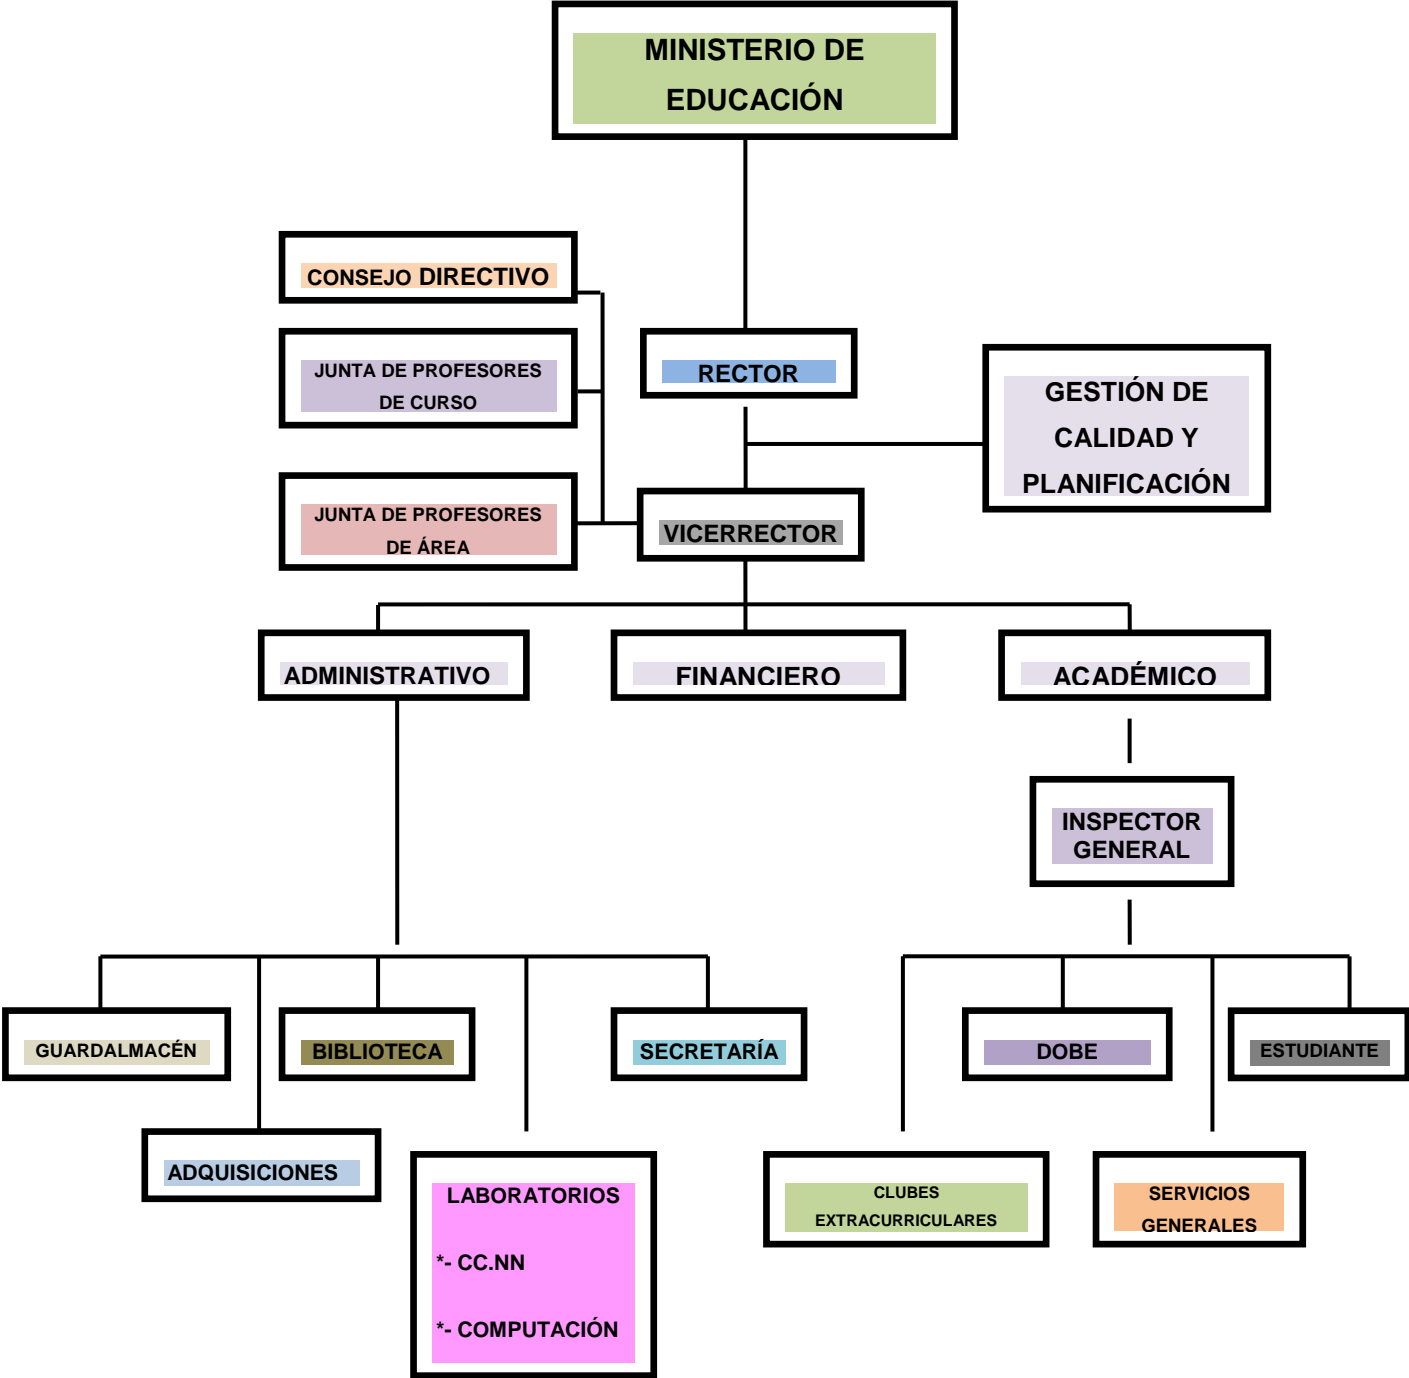 MINISTERIO DE
EDUCACIÓN
CONSEJO DIRECTIVO
JUNTA DE PROFESORES
DE CURSO
RECTOR
GESTIÓN DE
CALIDAD Y
PLANIFICACIÓN
JUNTA DE PROFESORES
DE ÁREA
VICERRECTOR
ADMINISTRATIVO
FINANCIERO
ACADÉMICO
INSPECTOR
GENERAL
GUARDALMACÉN
BIBLIOTECA
SECRETARÍA
DOBE
ESTUDIANTE
ADQUISICIONES
LABORATORIOS
*- CC.NN
*- COMPUTACIÓN
CLUBES
EXTRACURRICULARES
SERVICIOS
GENERALES